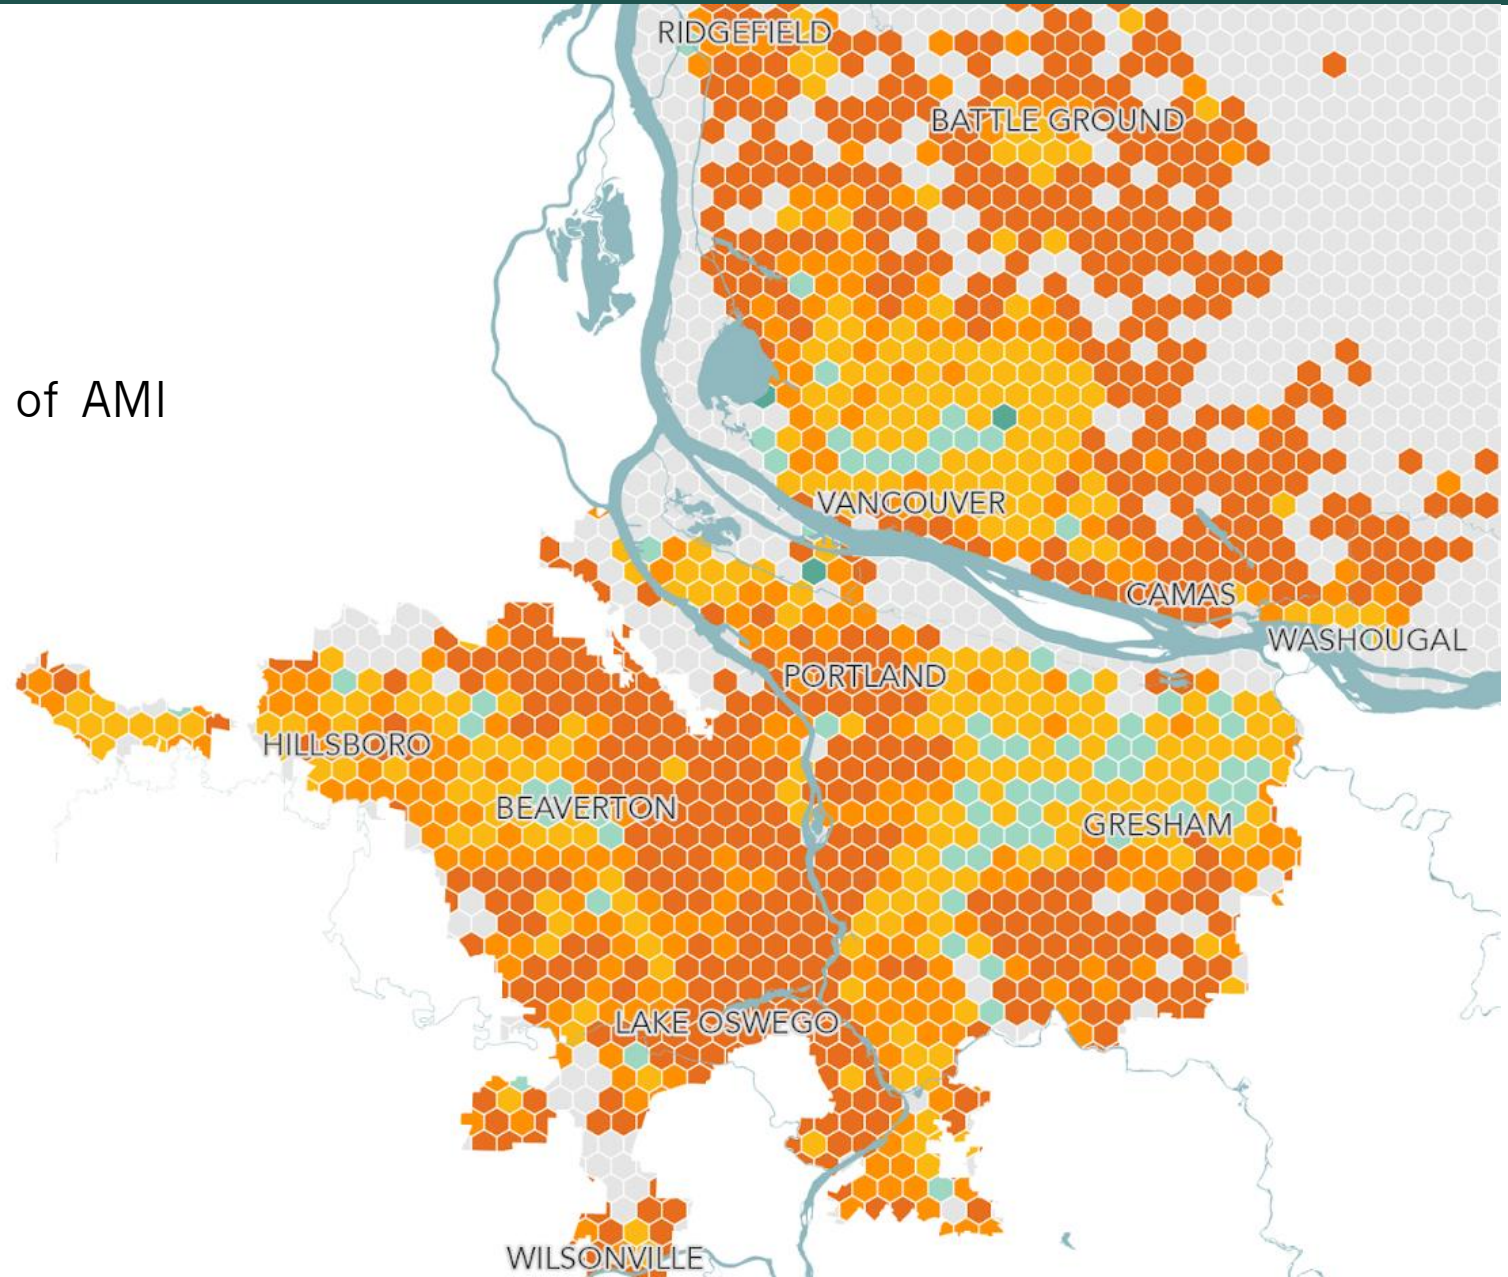 RIDGEFIELD
BATTLE GROUND
of AMI
VANCOUVER
CAMAS
WASHOUGAL
PORTLAND
HILLSBORO
BEAVERTON
GRESHAM
LAKE OSWEGO
WILSONVILLE